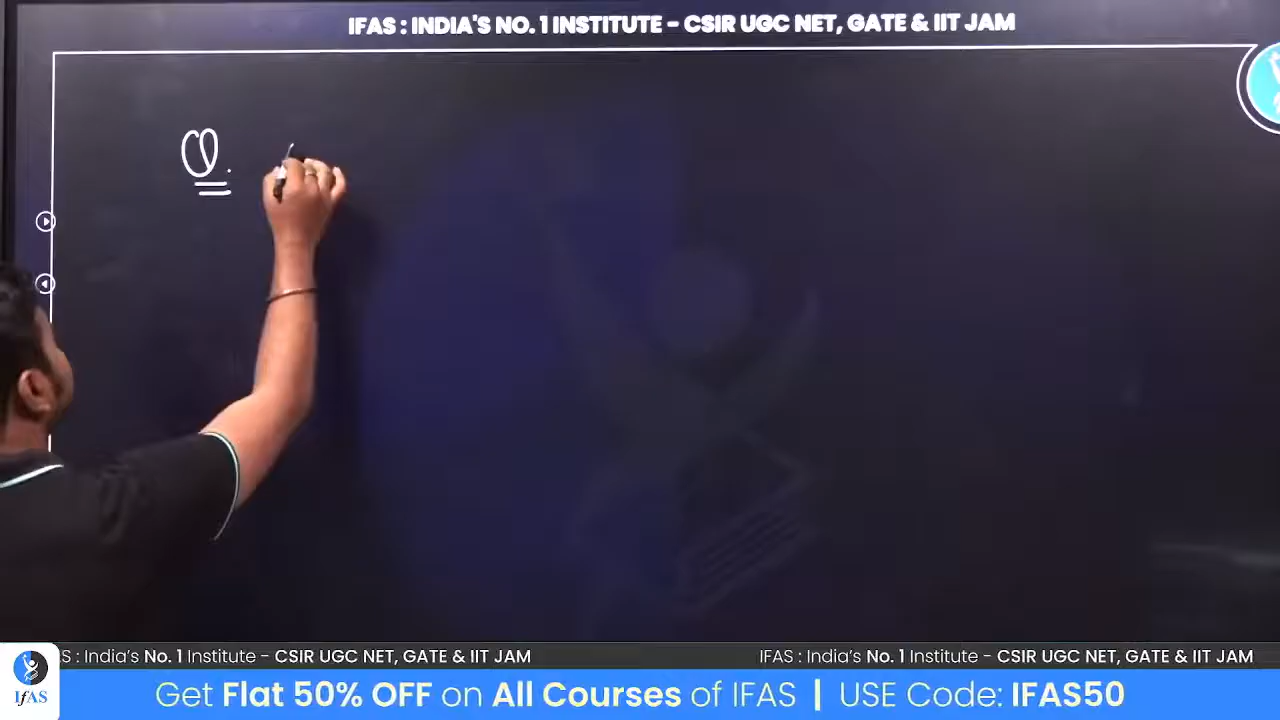 IFAS : INDIA'S NO. 1 INSTITUTE - CSIR UGC NET, GATE & IIT JAM
Q.
S : India's No. 1 Institute - CSIR UGC NET, GATE & IIT JAM
IFAS : India's No. 1 Institute - CSIR UGC NET, GATE & IIT JAM
IfAS
Get Flat 50% OFF on All Courses of IFAS | USE Code: IFAS50